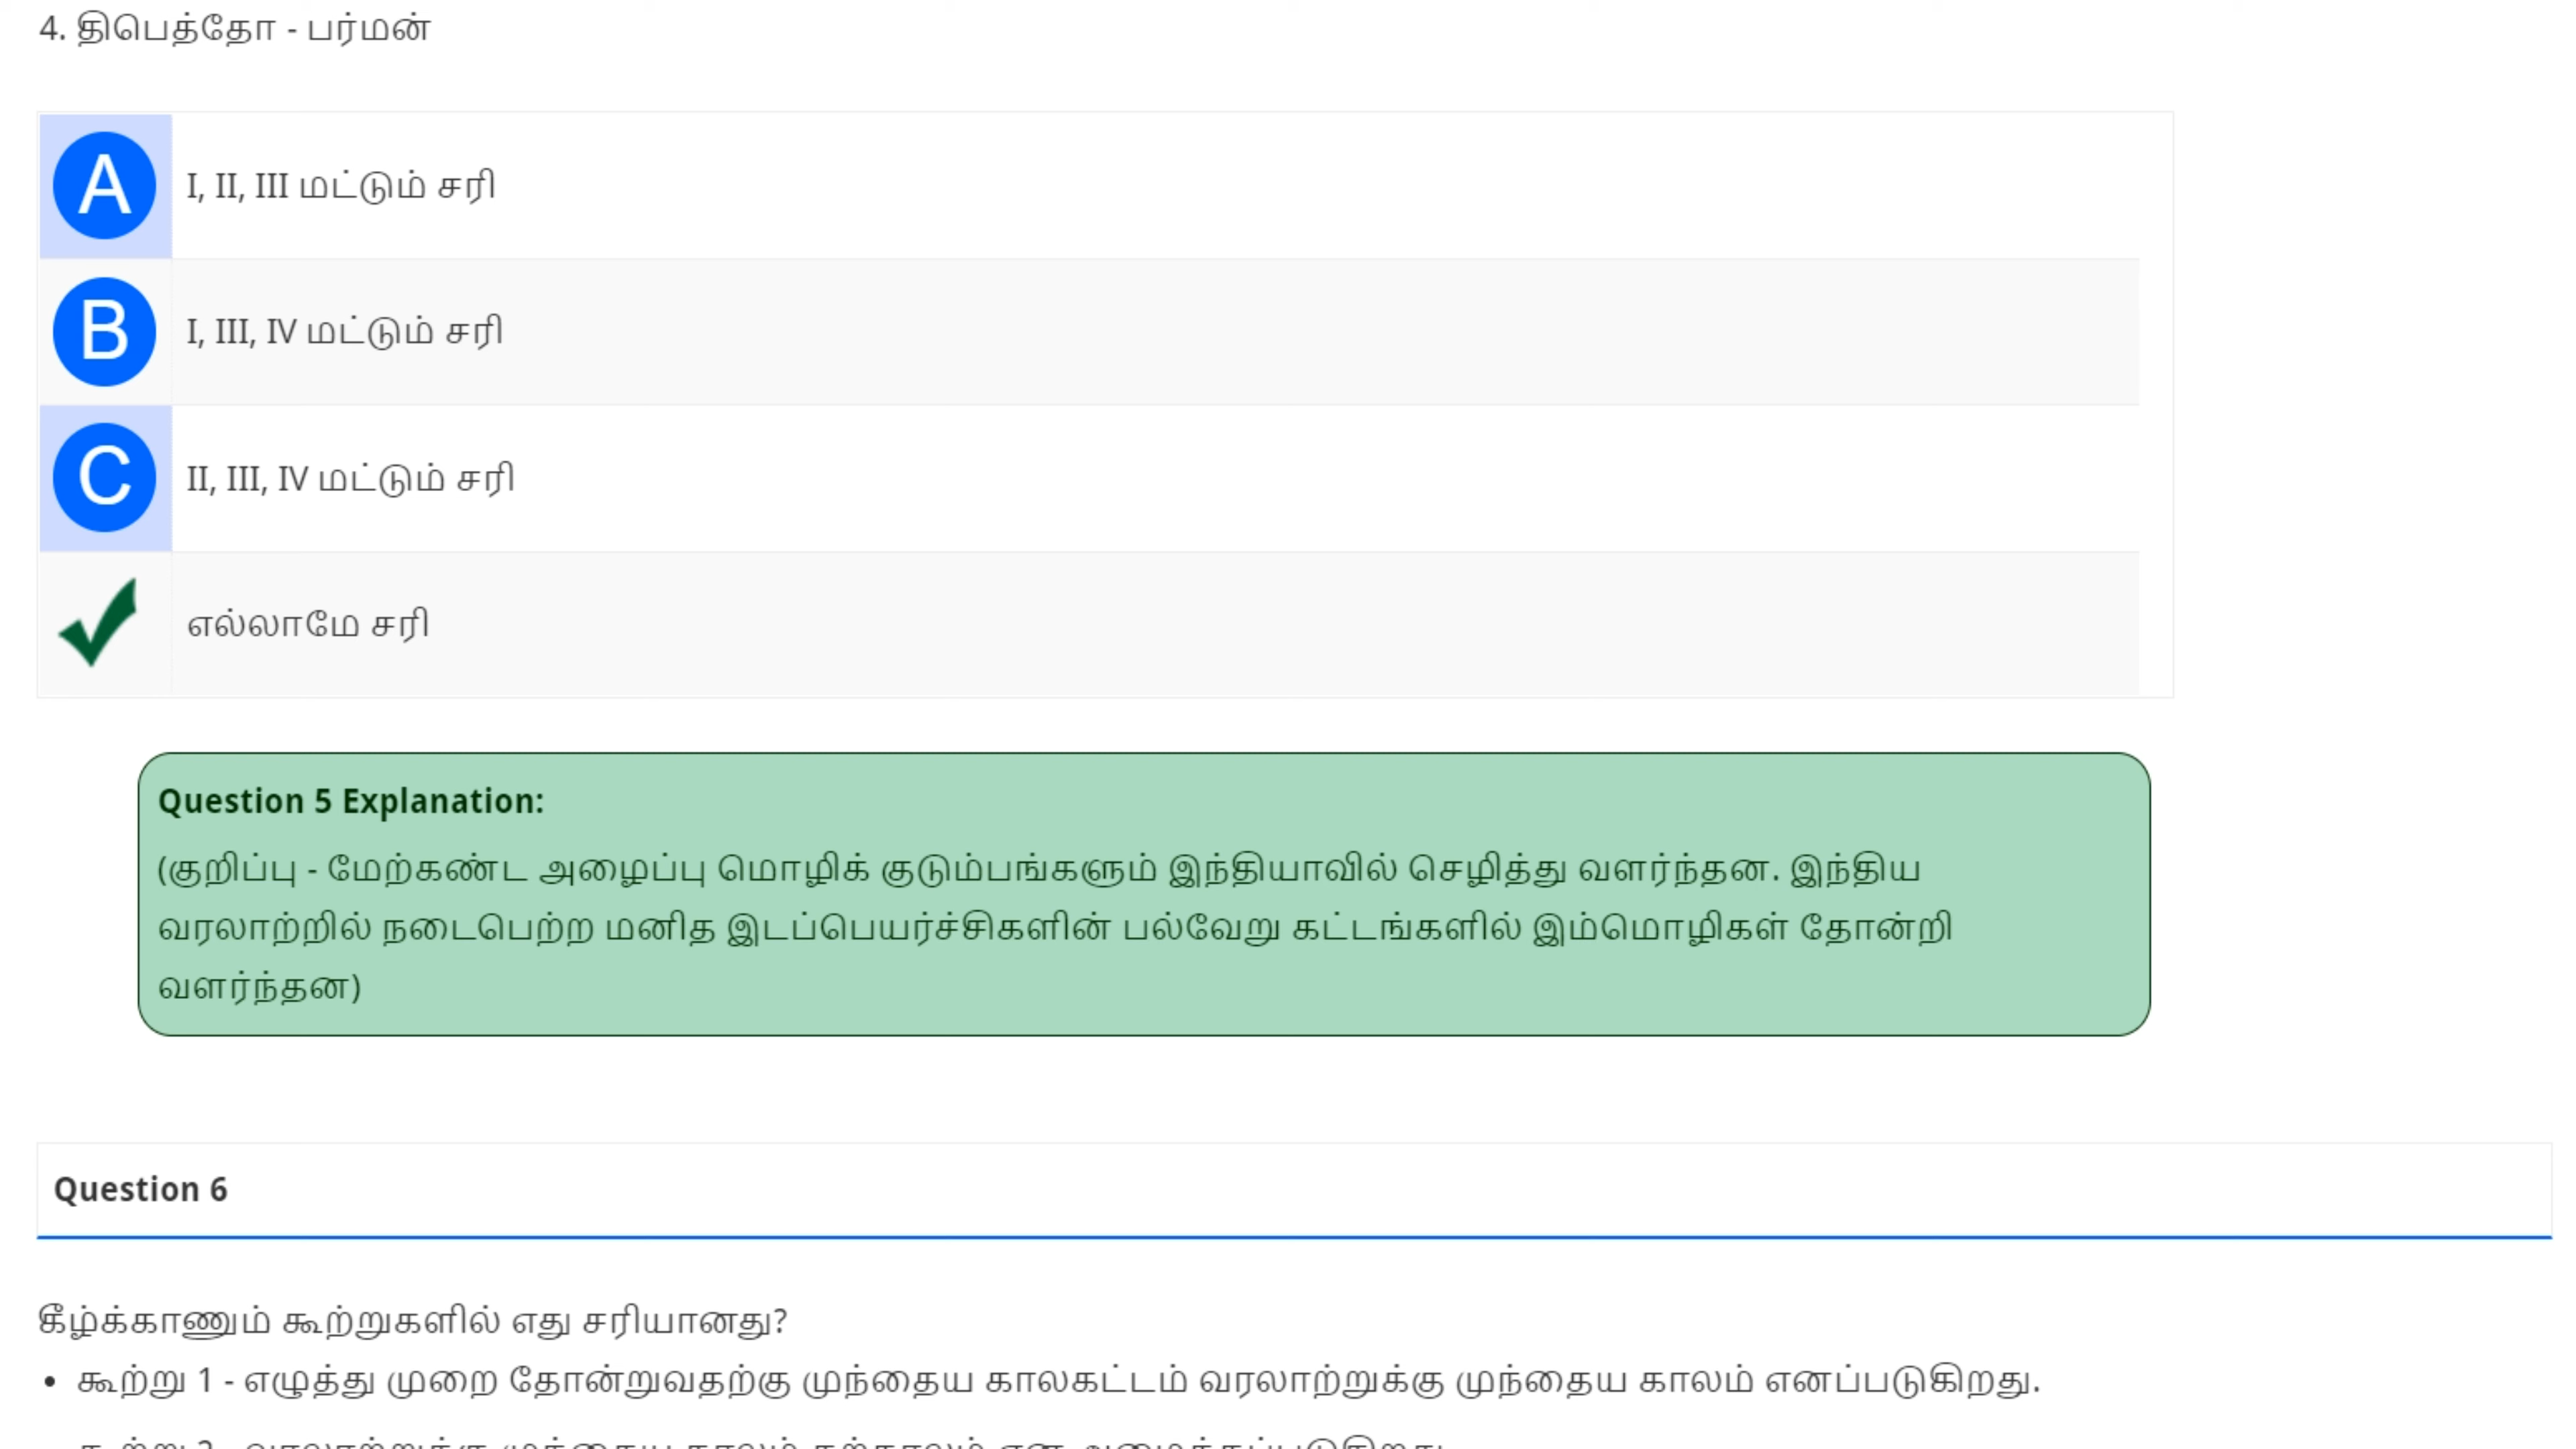 4. திபெத்தோ - பர்மன்
A I, II, III மட்டும் சரி
B I, III, IV மட்டும் சரி
C II, III, IV மட்டும் சரி
எல்லாமே சரி
Question 5 Explanation:
(குறிப்பு - மேற்கண்ட அழைப்பு மொழிக் குடும்பங்களும் இந்தியாவில் செழித்து வளர்ந்தன. இந்திய
வரலாற்றில் நடைபெற்ற மனித இடப்பெயர்ச்சிகளின் பல்வேறு கட்டங்களில் இம்மொழிகள் தோன்றி
வளர்ந்தன)
Question 6
கீழ்க்காணும் கூற்றுகளில் எது சரியானது?
• கூற்று 1 - எழுத்து முறை தோன்றுவதற்கு முந்தைய காலகட்டம் வரலாற்றுக்கு முந்தைய காலம் எனப்படுகிறது.